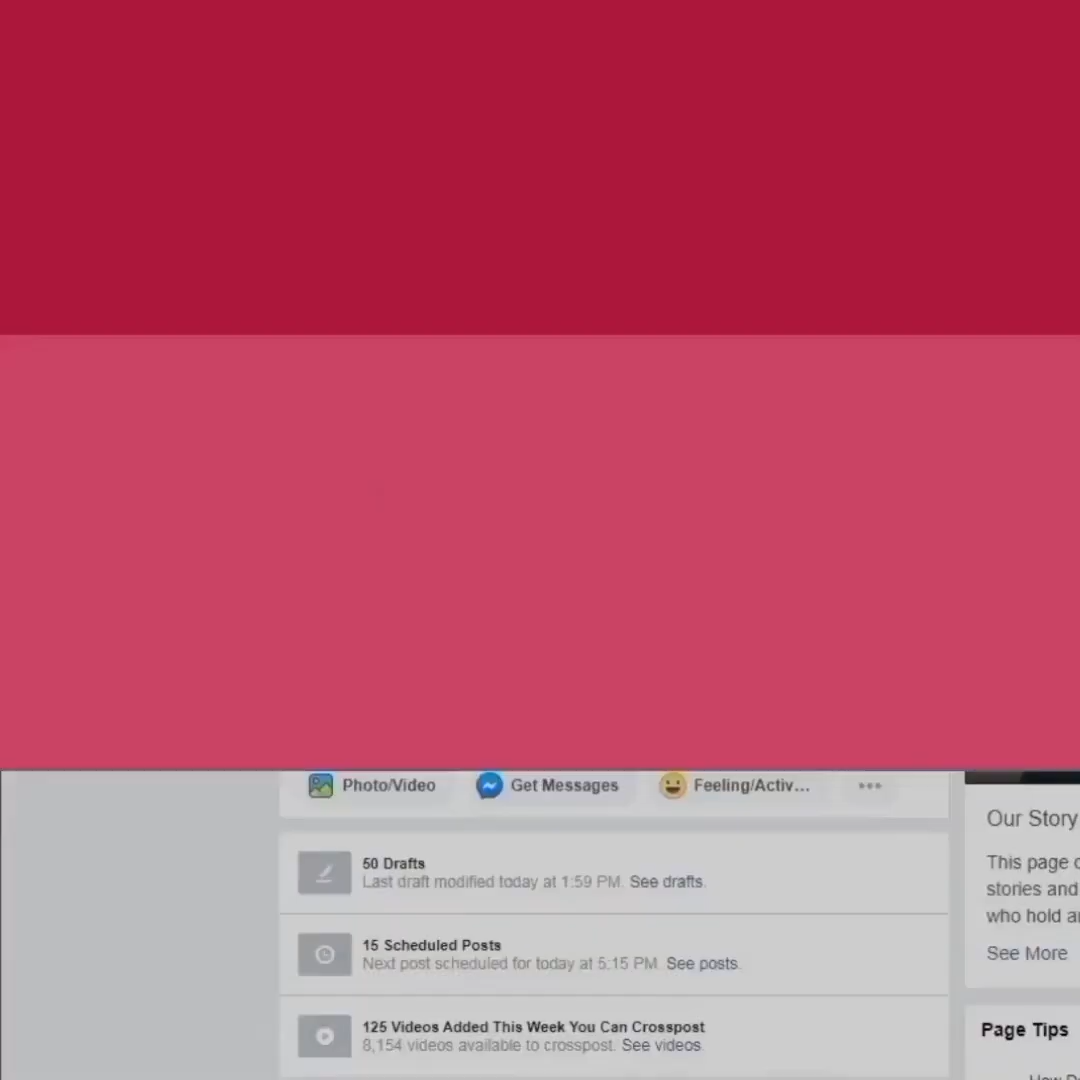 Photo/Video
Get Messages
Feeling/Activ...
50 Drafts
Last draft modified today at 1:59 PM. See drafts.
15 Scheduled Posts
Next post scheduled for today at 5:15 PM. See posts.
125 Videos Added This Week You Can Crosspost
8,154 videos available to crosspost. See videos.
Our Story
This page
stories and
who hold
See More
Page Tips